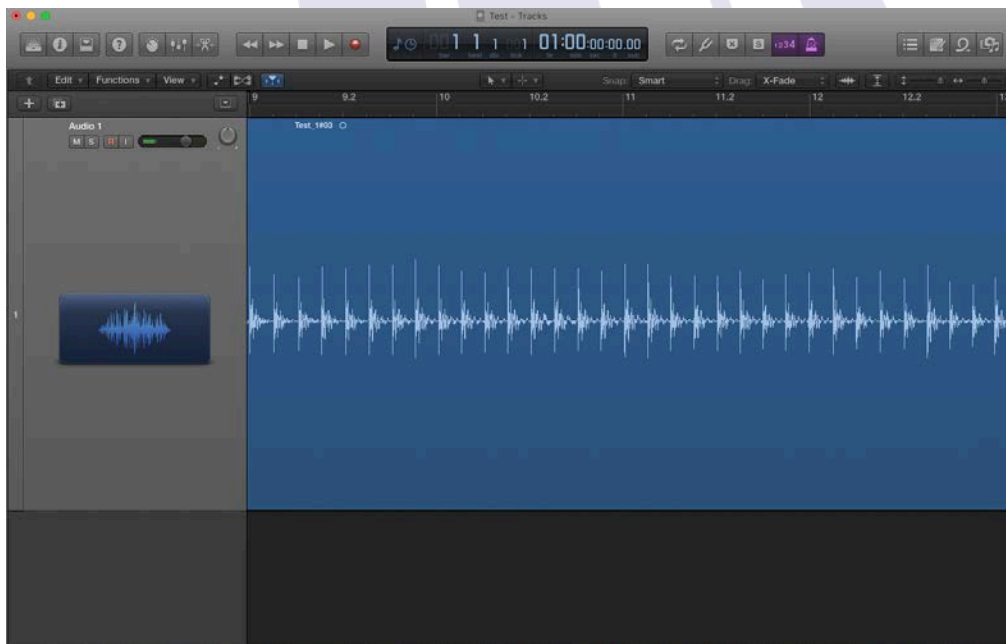 Test - Tracks
1 1 1 1 01:00:00:00.00
1234
Edit Functions View Snap: Smart Drag: X-Fade
9 9.2 10 10.2 11 11.2 12 12.2
Audio 1 Test_1#03
M S R I
1